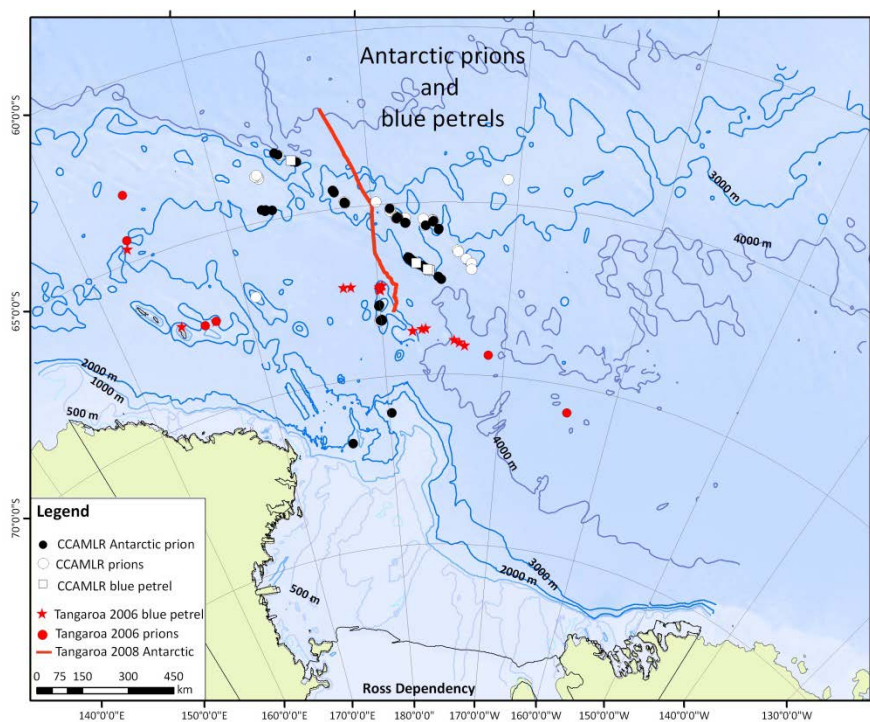 Antarctic prions
and
blue petrels
60°0'0"S
65°0'0"S
70°0'0"S
3000 m
4000 m
2000 m
1000 m
500 m
4000 m
3000 m
2000 m
500 m
Legend
CCAMLR Antarctic prion
CCAMLR prions
CCAMLR blue petrel
Tangaroa 2006 blue petrel
Tangaroa 2006 prions
Tangaroa 2008 Antarctic
0 75 150 300 450
km
Ross Dependency
140°0'0"E 150°0'0"E 160°0'0"E 170°0'0"E 180°0'0" 170°0'0"W 160°0'0"W 150°0'0"W 140°0'0"W 130°0'0"W